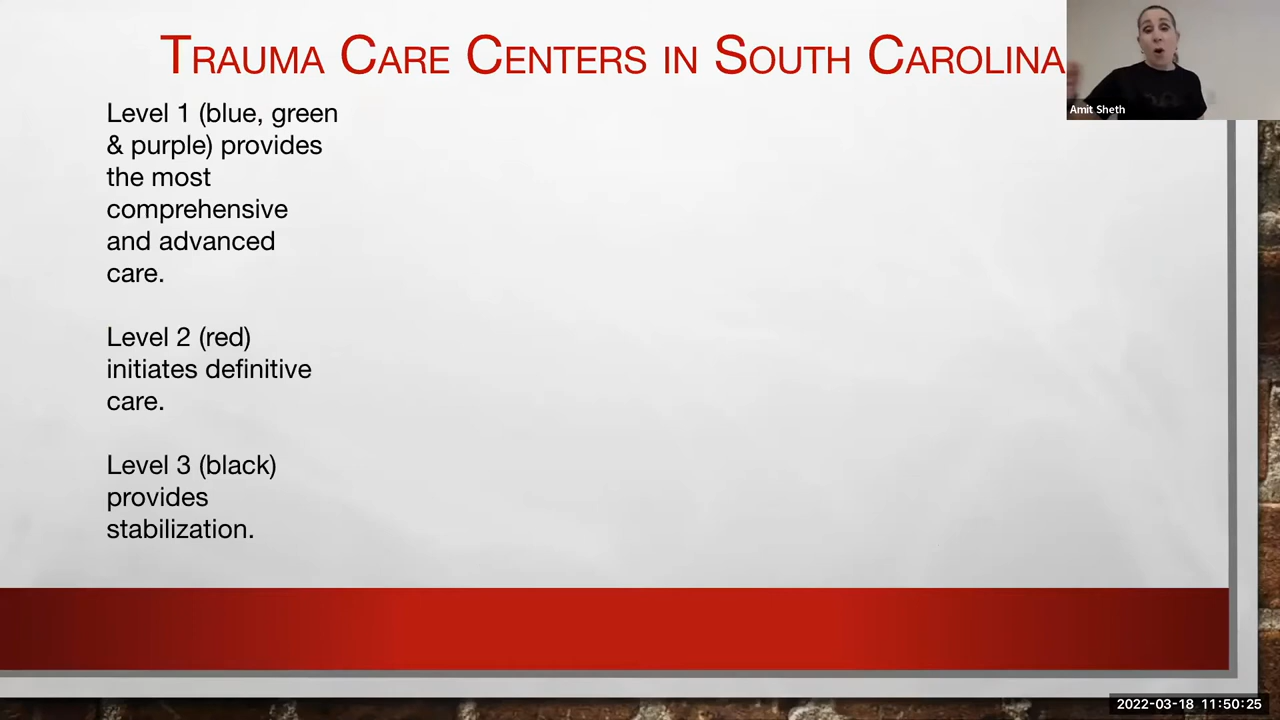 Trauma Care Centers in South Carolina
Level 1 (blue, green
& purple) provides
the most
comprehensive
and advanced
care.
Level 2 (red)
initiates definitive
care.
Level 3 (black)
provides
stabilization.
Amit Sheth
2022-03-18 11:50:25